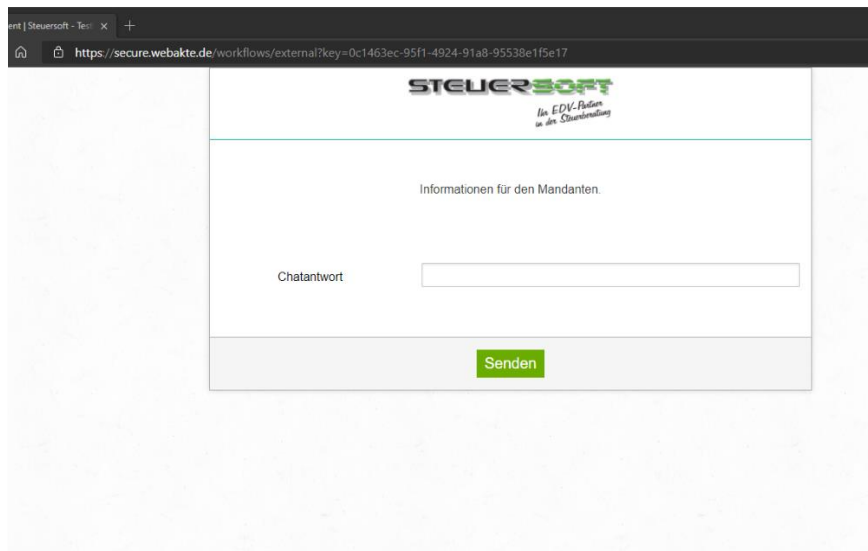 ent | Steuersoft - Test
https://secure.webakte.de/workflows/external?key=0c1463ec-95f1-4924-91a8-95538e1f5e17
STEUERSOFT
Ihr EDV-Partner
in der Steuerberatung
Informationen für den Mandanten.
Chatantwort
Senden